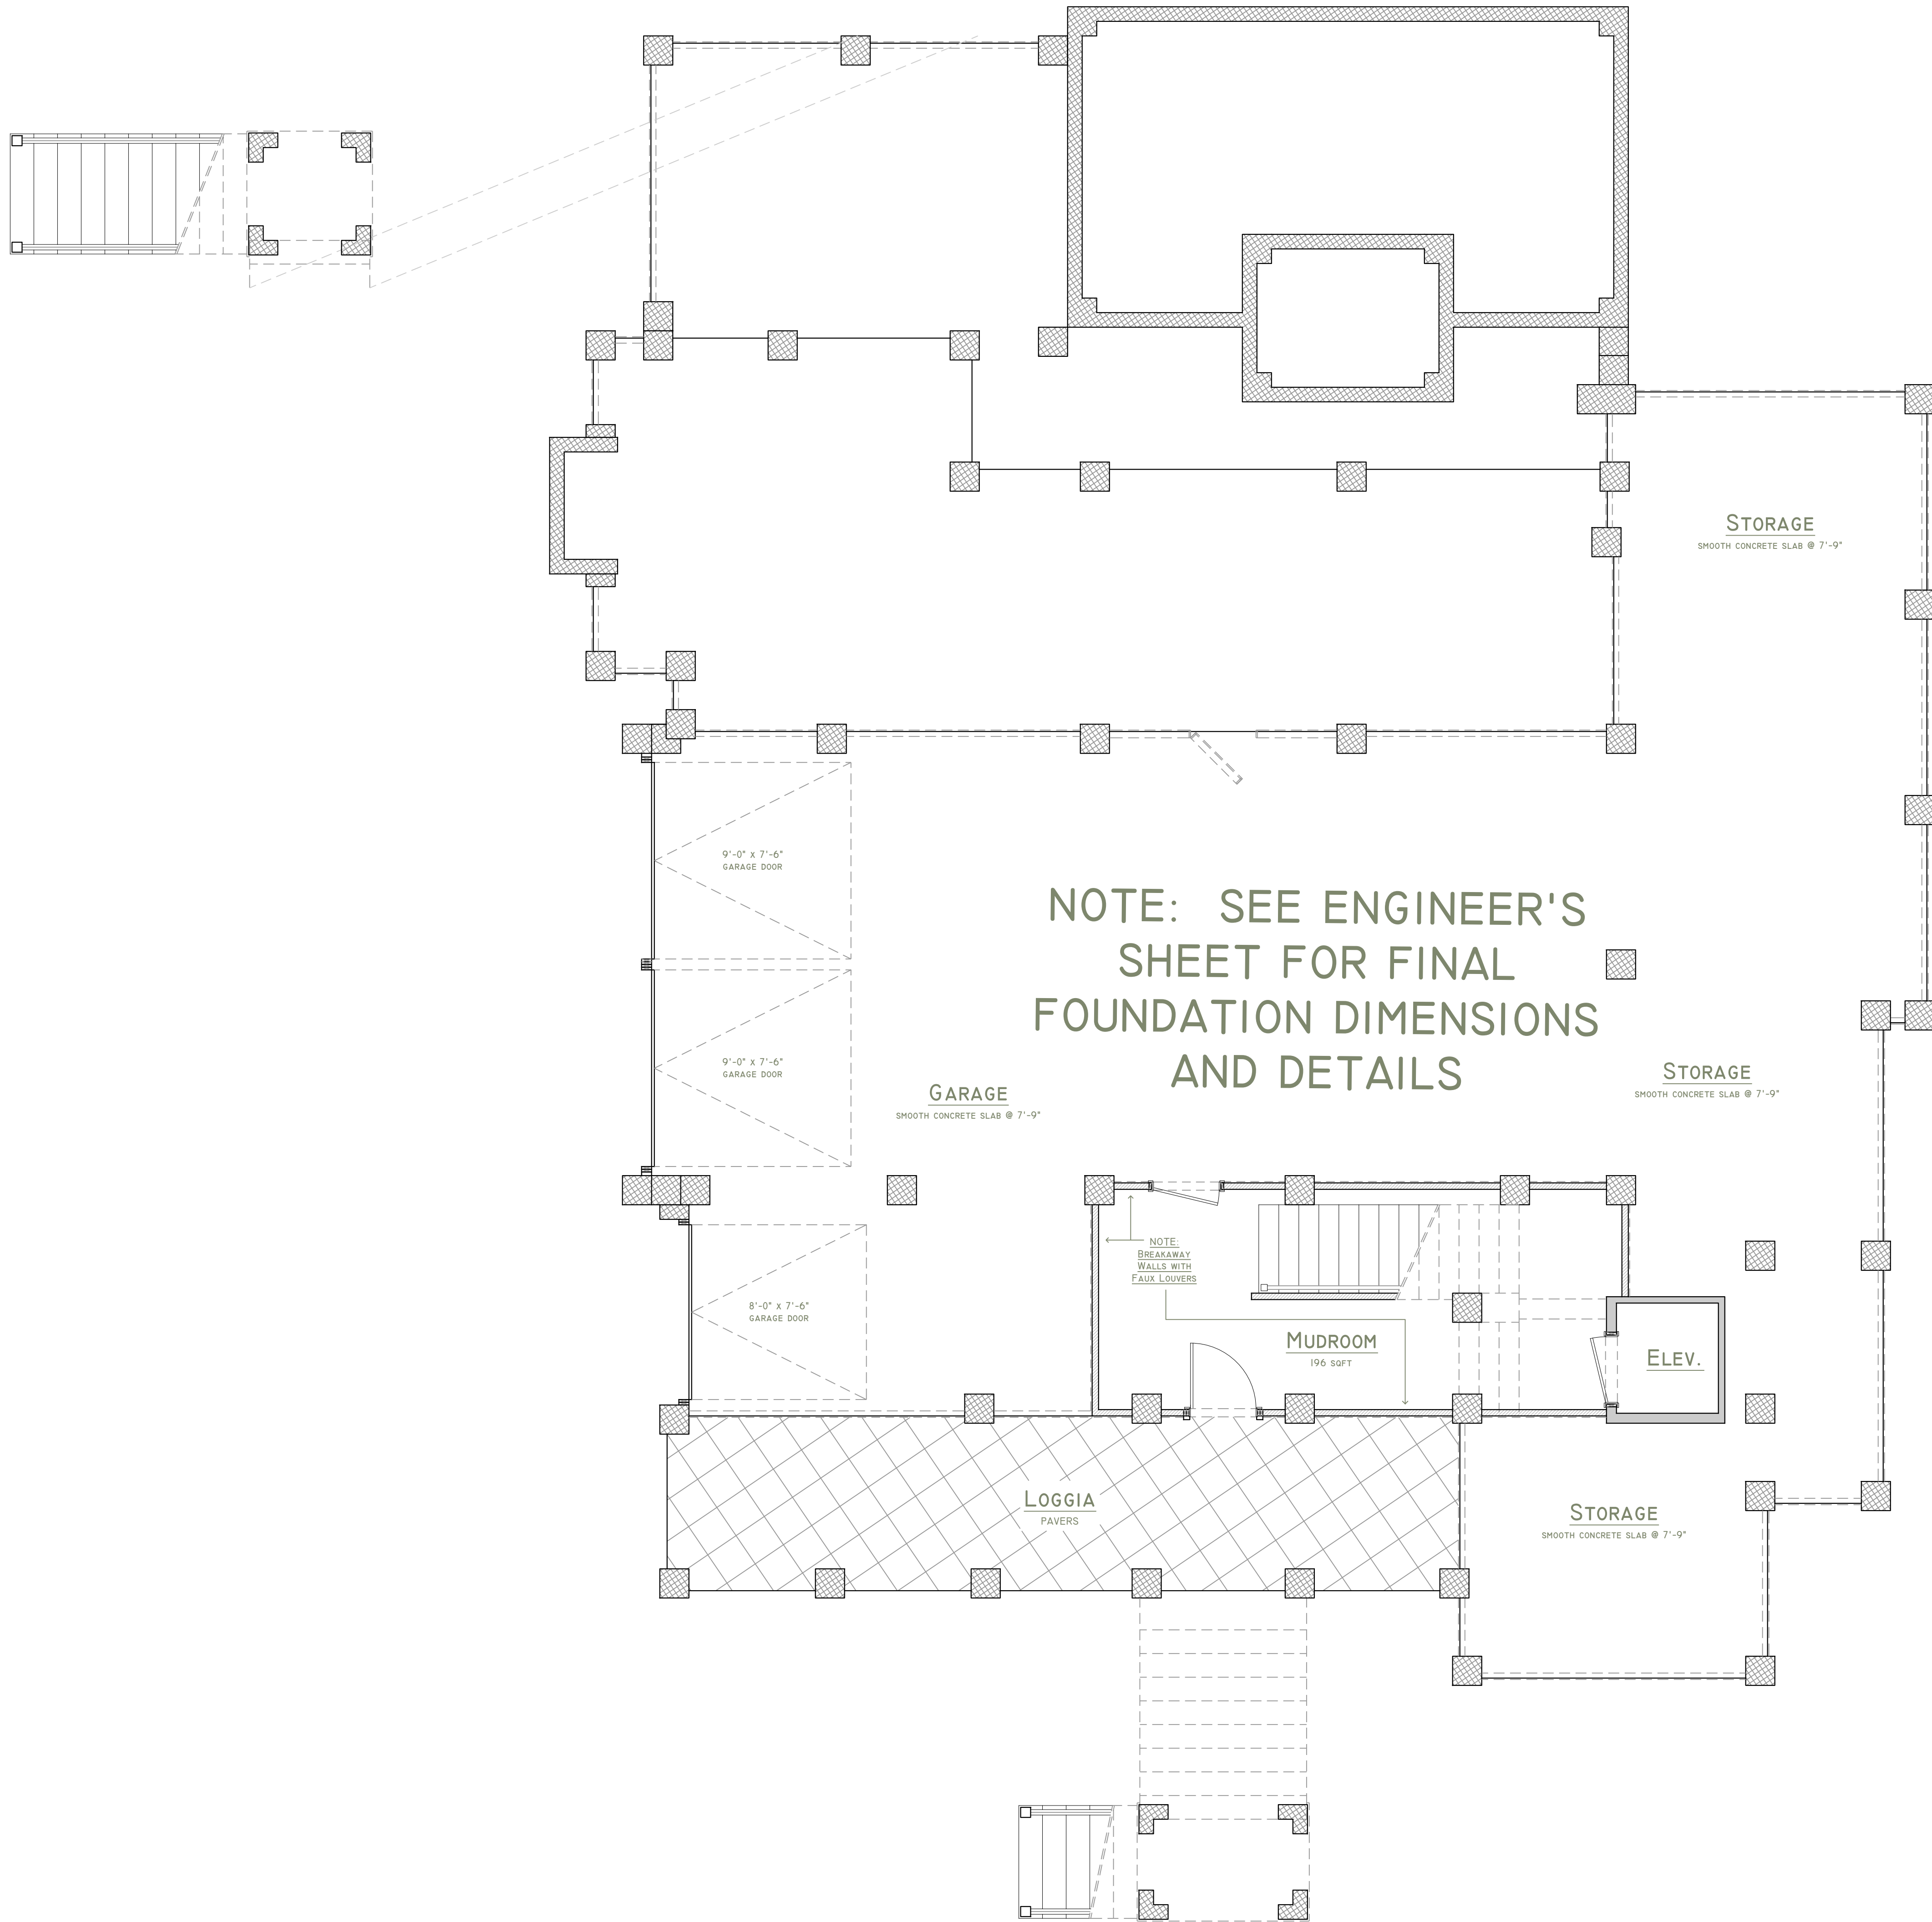 STORAGE
SMOOTH CONCRETE SLAB @ 7'-9"
9'-0" X 7'-6"
GARAGE DOOR
NOTE: SEE ENGINEER'S
SHEET FOR FINAL
FOUNDATION DIMENSIONS
AND DETAILS
9'-0" X 7'-6"
GARAGE DOOR
GARAGE
SMOOTH CONCRETE SLAB @ 7'-9"
STORAGE
SMOOTH CONCRETE SLAB @ 7'-9"
NOTE:
BREAKAWAY
WALLS WITH
FAUX LOUVERS
8'-0" X 7'-6"
GARAGE DOOR
MUDROOM
196 SQFT
ELEV.
LOGGIA
PAVERS
STORAGE
SMOOTH CONCRETE SLAB @ 7'-9"